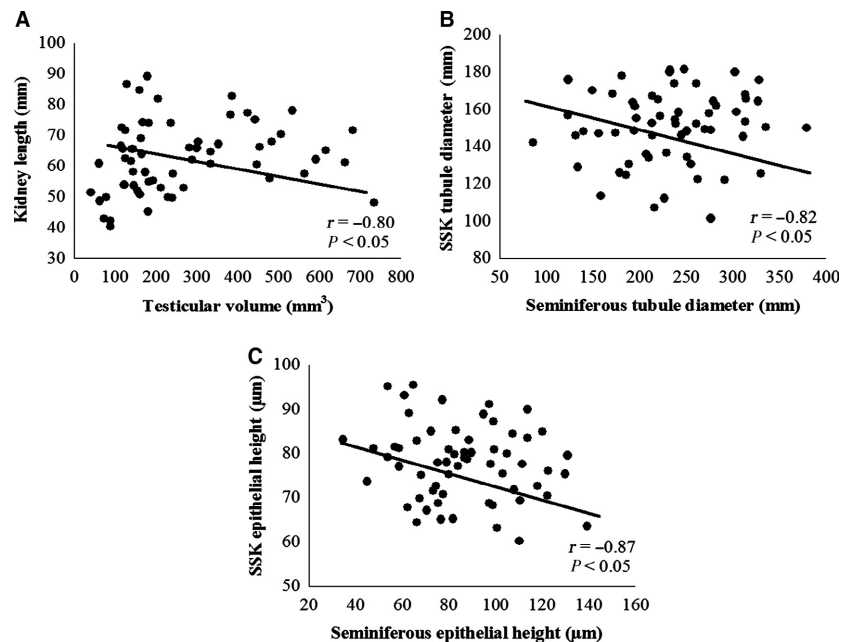 A
Kidney length (mm)
100
90
80
70
60
50
40
30
0 100 200 300 400 500 600 700 800
r = –0.80
P < 0.05
Testicular volume (mm³)
B
SSK tubule diameter (mm)
200
180
160
140
120
100
80
50 100 150 200 250 300 350 400
r = –0.82
P < 0.05
Seminiferous tubule diameter (mm)
C
SSK epithelial height (µm)
100
90
80
70
60
50
20 40 60 80 100 120 140 160
r = –0.87
P < 0.05
Seminiferous epithelial height (µm)